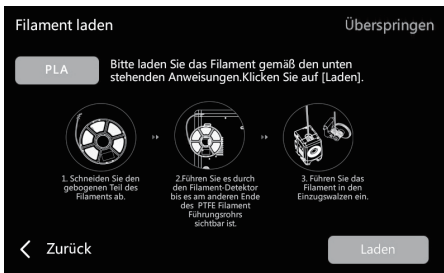 Filament laden
Überspringen
PLA
Bitte laden Sie das Filament gemäß den unten
stehenden Anweisungen.Klicken Sie auf [Laden].
1. Schneiden Sie den
gebogenen Teil des
Filaments ab.
2.Führen Sie es durch
den Filament-Detektor
bis es am anderen Ende
des PTFE Filament
Führungsrohrs
sichtbar ist.
3. Führen Sie das
Filament in den
Einzugswalzen ein.
Zurück
Laden